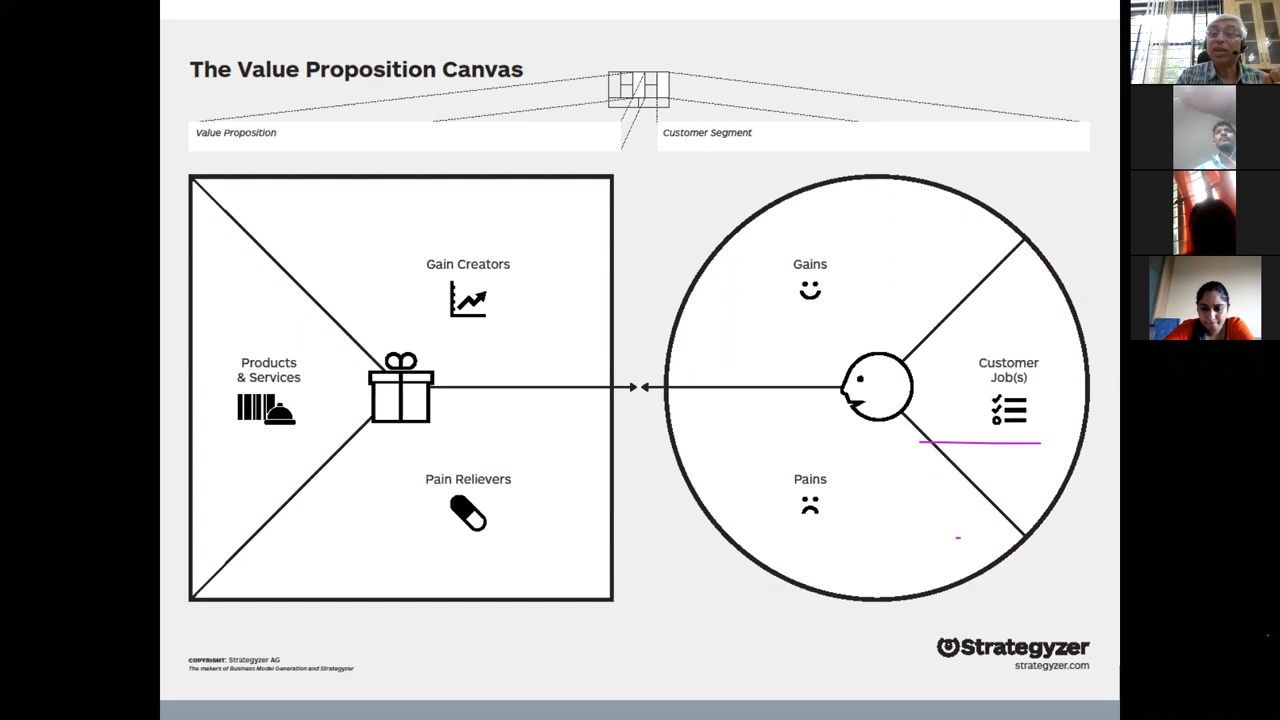 The Value Proposition Canvas
Value Proposition
Customer Segment
Gain Creators
Gains
Products
& Services
Customer
Job(s)
Pain Relievers
Pains
Strategyzer
strategyzer.com
COPYRIGHT: Strategyzer AG
The makers of Business Model Generation and Strategyzer